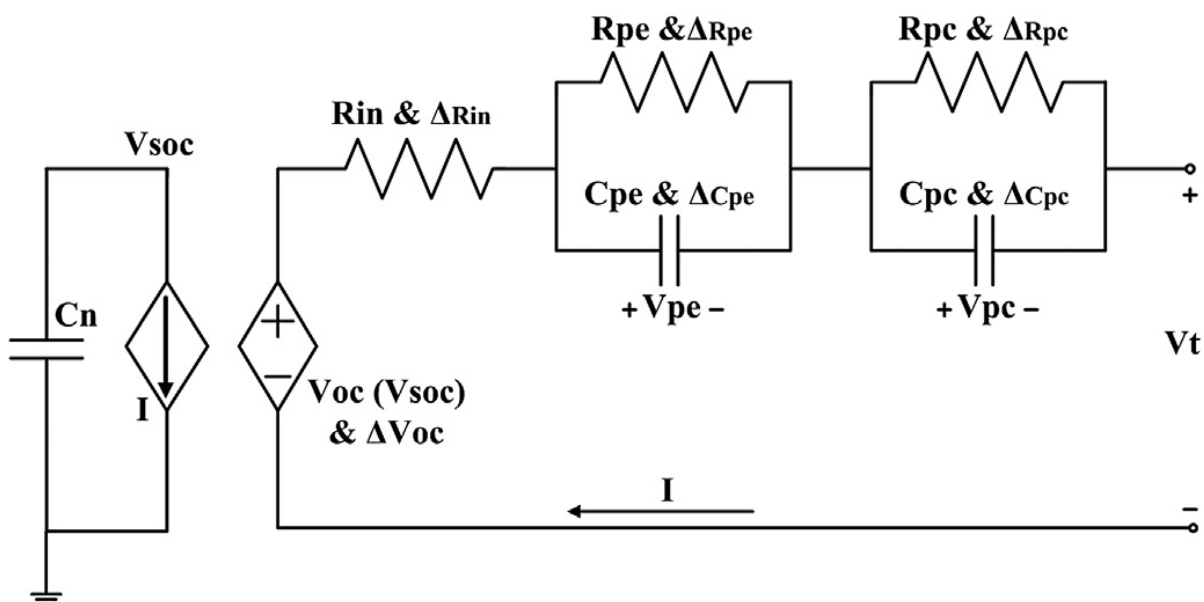 Rpe &ΔRpe
Rpc & ΔRpc
Rin & ΔRin
Vsoc
Cpe & ΔCpe
Cpc & ΔCpc
+
+ Vpe -
+ Vpc -
Cn
+
-
Vt
I
Voc (Vsoc)
& ΔVoc
I
-